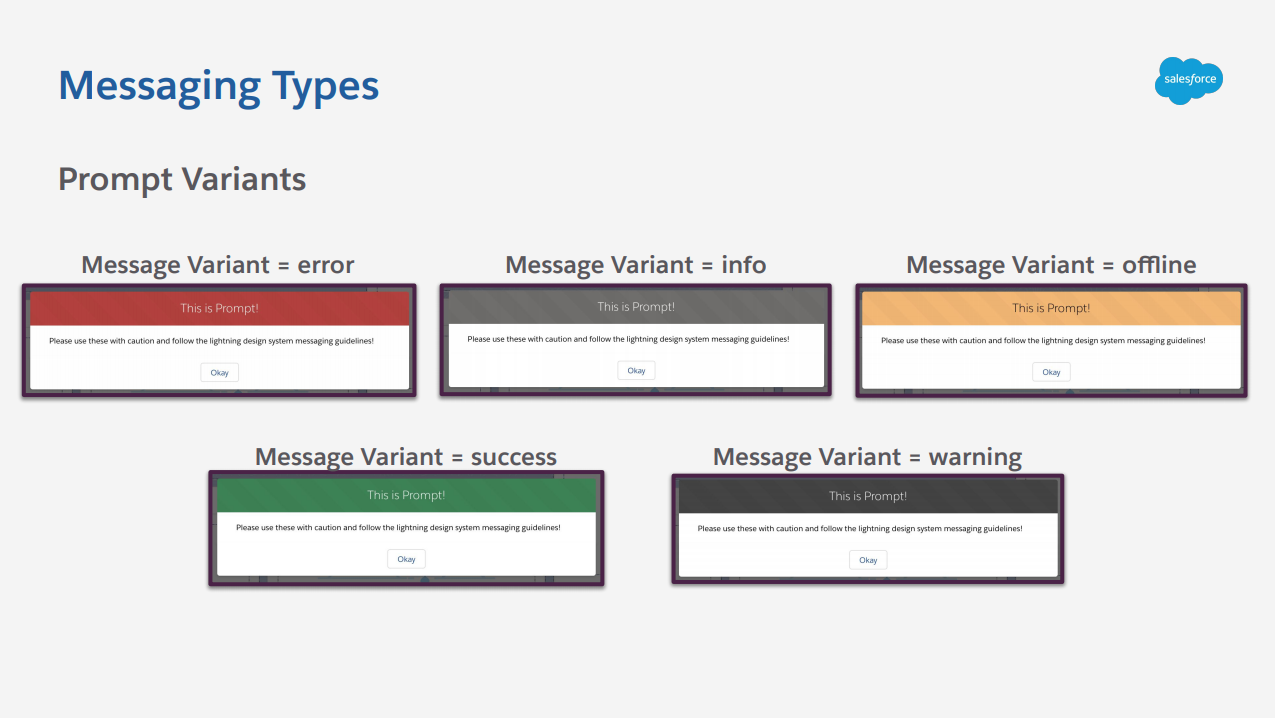 Messaging Types
salesforce
Prompt Variants
Message Variant = error
This is Prompt!
Please use these with caution and follow the lightning design system messaging guidelines!
Okay
Message Variant = info
This is Prompt!
Please use these with caution and follow the lightning design system messaging guidelines!
Okay
Message Variant = offline
This is Prompt!
Please use these with caution and follow the lightning design system messaging guidelines!
Okay
Message Variant = success
This is Prompt!
Please use these with caution and follow the lightning design system messaging guidelines!
Okay
Message Variant = warning
This is Prompt!
Please use these with caution and follow the lightning design system messaging guidelines!
Okay